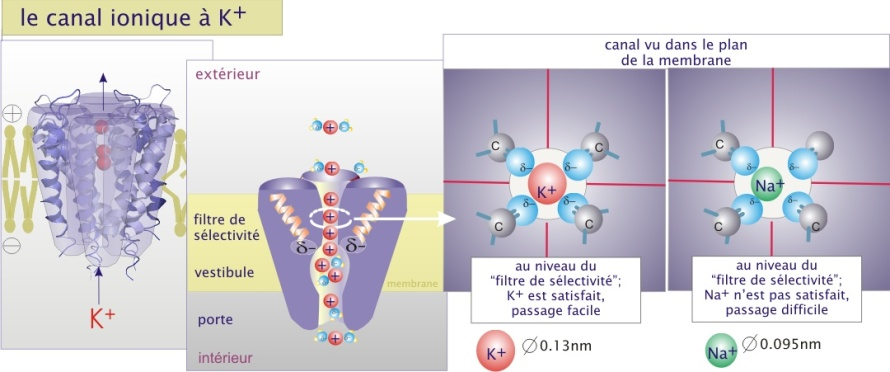 le canal ionique à K+
+
−
K+
extérieur
filtre de
sélectivité
δ− δ−
vestibule
membrane
porte
intérieur
canal vu dans le plan
de la membrane
C C
δ− δ−
K+
δ− δ−
C C
au niveau du
"filtre de sélectivité";
K+ est satisfait,
passage facile
K+ ∅0.13nm
C
δ− δ−
Na+
δ− δ−
C C
au niveau du
"filtre de sélectivité";
Na+ n'est pas satisfait,
passage difficile
Na+ ∅0.095nm